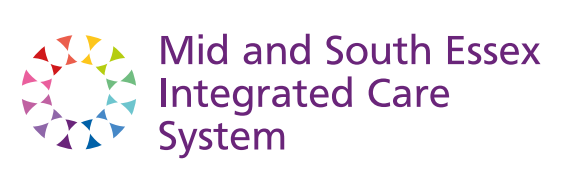 Mid and South Essex
Integrated Care
System